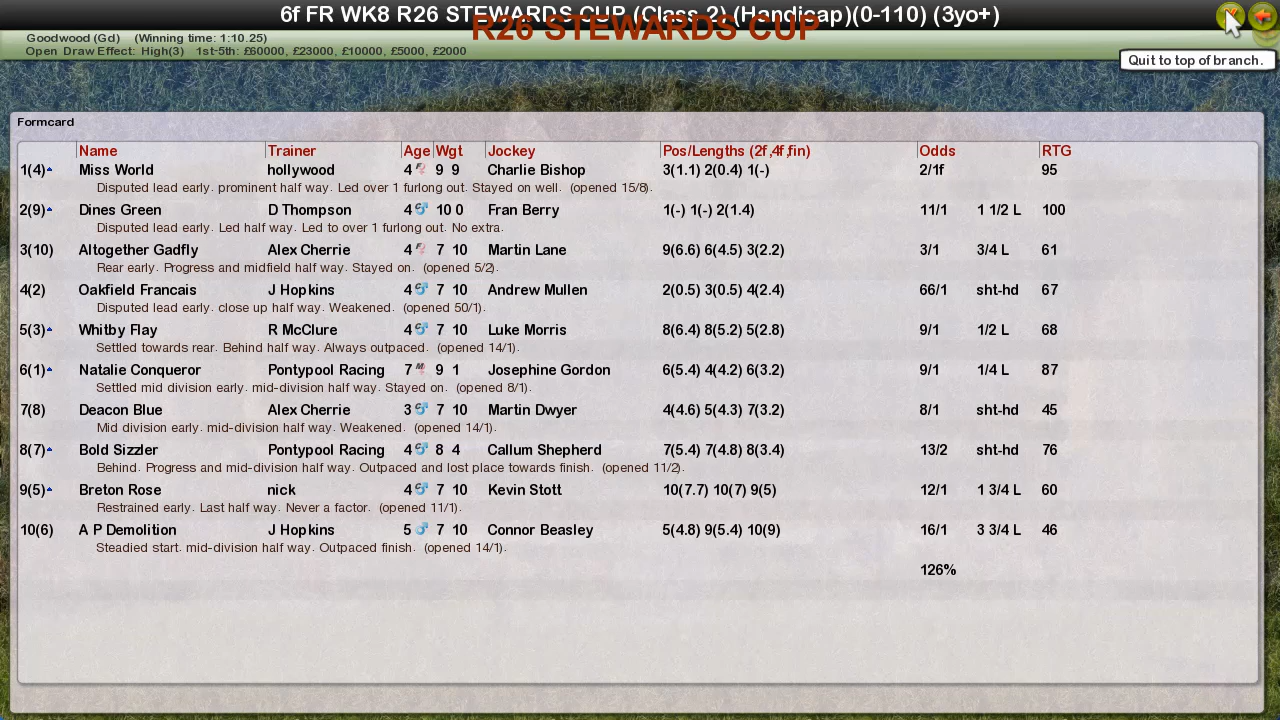 6f FR WK8 R26 STEWARDS CUP (Class 2) (Handicap)(0-110) (3yo+)
R26 STEWARDS CUP
Goodwood (Gd) (Winning time: 1:10.25)
Open Draw Effect: High(3) 1st-5th: £60000, £23000, £10000, £5000, £2000
Quit to top of branch.
Formcard
Name Trainer Age Wgt Jockey Pos/Lengths (2f,4f,fin) Odds RTG
1(4) Miss World hollywood 4 9 9 Charlie Bishop 3(1.1) 2(0.4) 1(-) 2/1f 95
Disputed lead early. prominent half way. Led over 1 furlong out. Stayed on well. (opened 15/8).
2(9) Dines Green D Thompson 4 10 0 Fran Berry 1(-) 1(-) 2(1.4) 11/1 1 1/2 L 100
Disputed lead early. Led half way. Led to over 1 furlong out. No extra.
3(10) Altogether Gadfly Alex Cherrie 4 7 10 Martin Lane 9(6.6) 6(4.5) 3(2.2) 3/1 3/4 L 61
Rear early. Progress and midfield half way. Stayed on. (opened 5/2).
4(2) Oakfield Francais J Hopkins 4 7 10 Andrew Mullen 2(0.5) 3(0.5) 4(2.4) 66/1 sht-hd 67
Disputed lead early. close up half way. Weakened. (opened 50/1).
5(3) Whitby Flay R McClure 4 7 10 Luke Morris 8(6.4) 8(5.2) 5(2.8) 9/1 1/2 L 68
Settled towards rear. Behind half way. Always outpaced. (opened 14/1).
6(1) Natalie Conqueror Pontypool Racing 7 9 1 Josephine Gordon 6(5.4) 4(4.2) 6(3.2) 9/1 1/4 L 87
Settled mid division early. mid-division half way. Stayed on. (opened 8/1).
7(8) Deacon Blue Alex Cherrie 3 7 10 Martin Dwyer 4(4.6) 5(4.3) 7(3.2) 8/1 sht-hd 45
Mid division early. mid-division half way. Weakened. (opened 14/1).
8(7) Bold Sizzler Pontypool Racing 4 8 4 Callum Shepherd 7(5.4) 7(4.8) 8(3.4) 13/2 sht-hd 76
Behind. Progress and mid-division half way. Outpaced and lost place towards finish. (opened 11/2).
9(5) Breton Rose nick 4 7 10 Kevin Stott 10(7.7) 10(7) 9(5) 12/1 1 3/4 L 60
Restrained early. Last half way. Never a factor. (opened 11/1).
10(6) A P Demolition J Hopkins 5 7 10 Connor Beasley 5(4.8) 9(5.4) 10(9) 16/1 3 3/4 L 46
Steadied start. mid-division half way. Outpaced finish. (opened 14/1).
126%